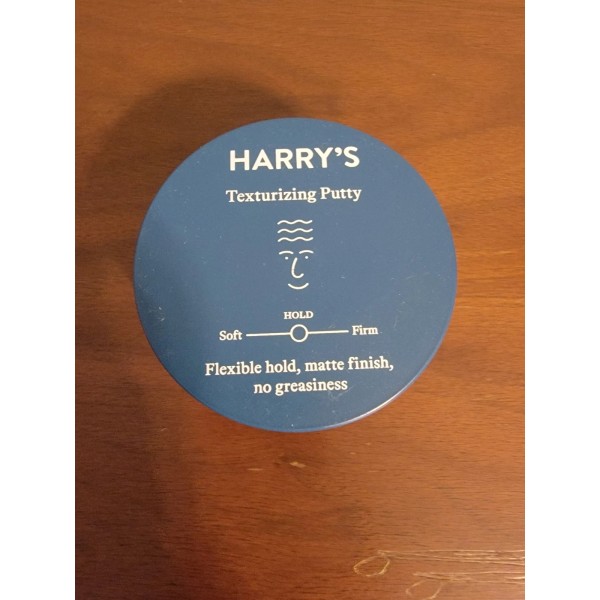 HARRY'S
Texturizing Putty
HOLD
Soft Firm
Flexible hold, matte finish,
no greasiness